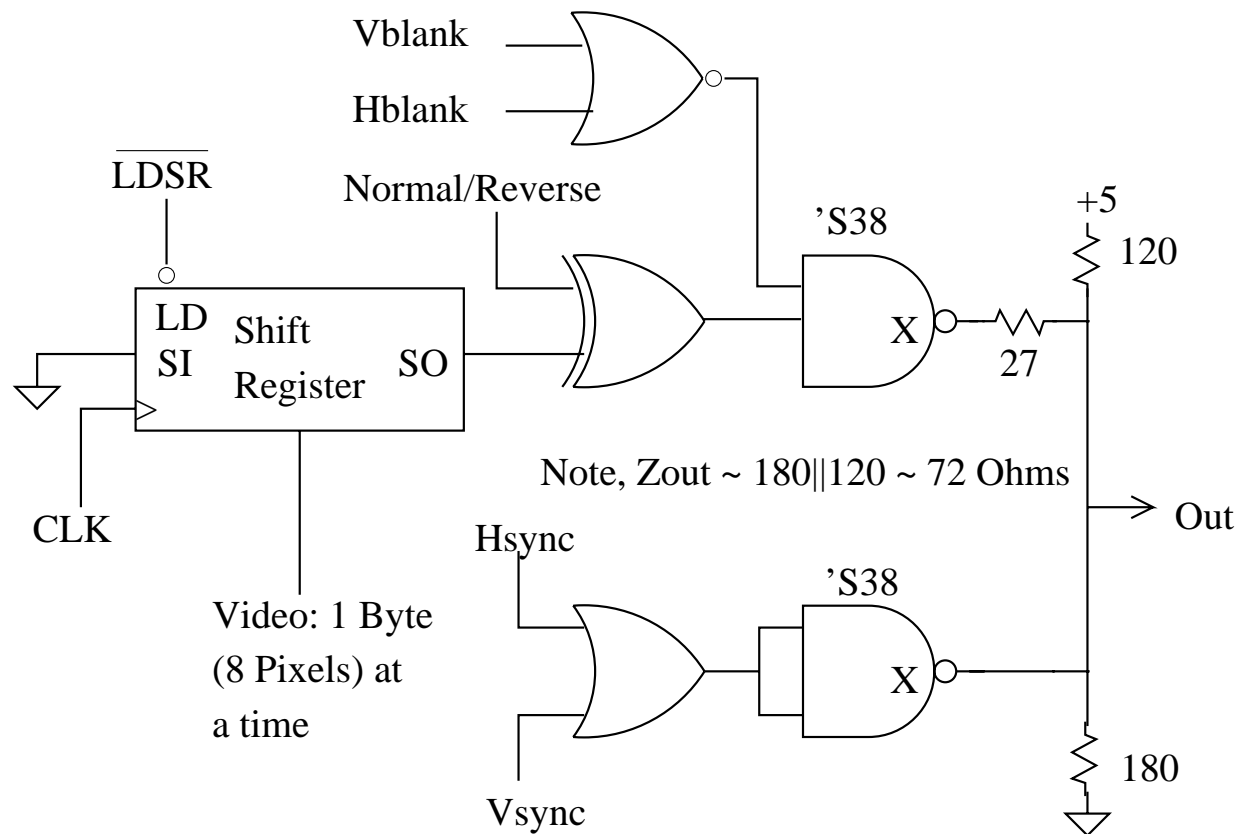 Vblank
Hblank
LDSR
Normal/Reverse
’S38
+5
120
LD
SI
Shift
Register
SO
X
27
Note, Zout ~ 180||120 ~ 72 Ohms
CLK
Out
Hsync
’S38
Video: 1 Byte
(8 Pixels) at
a time
X
180
Vsync